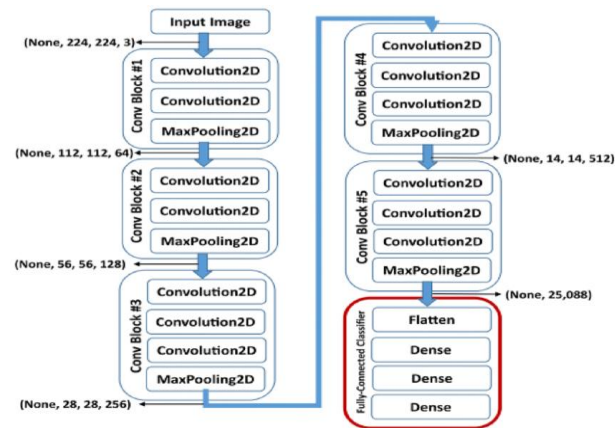 Input Image
(None, 224, 224, 3)
Conv Block #1
Convolution2D
Convolution2D
MaxPooling2D
(None, 112, 112, 64)
Conv Block #2
Convolution2D
Convolution2D
MaxPooling2D
(None, 56, 56, 128)
Conv Block #3
Convolution2D
Convolution2D
Convolution2D
MaxPooling2D
(None, 28, 28, 256)
Conv Block #4
Convolution2D
Convolution2D
Convolution2D
MaxPooling2D
(None, 14, 14, 512)
Conv Block #5
Convolution2D
Convolution2D
Convolution2D
MaxPooling2D
(None, 25,088)
Fully-Connected Classifier
Flatten
Dense
Dense
Dense